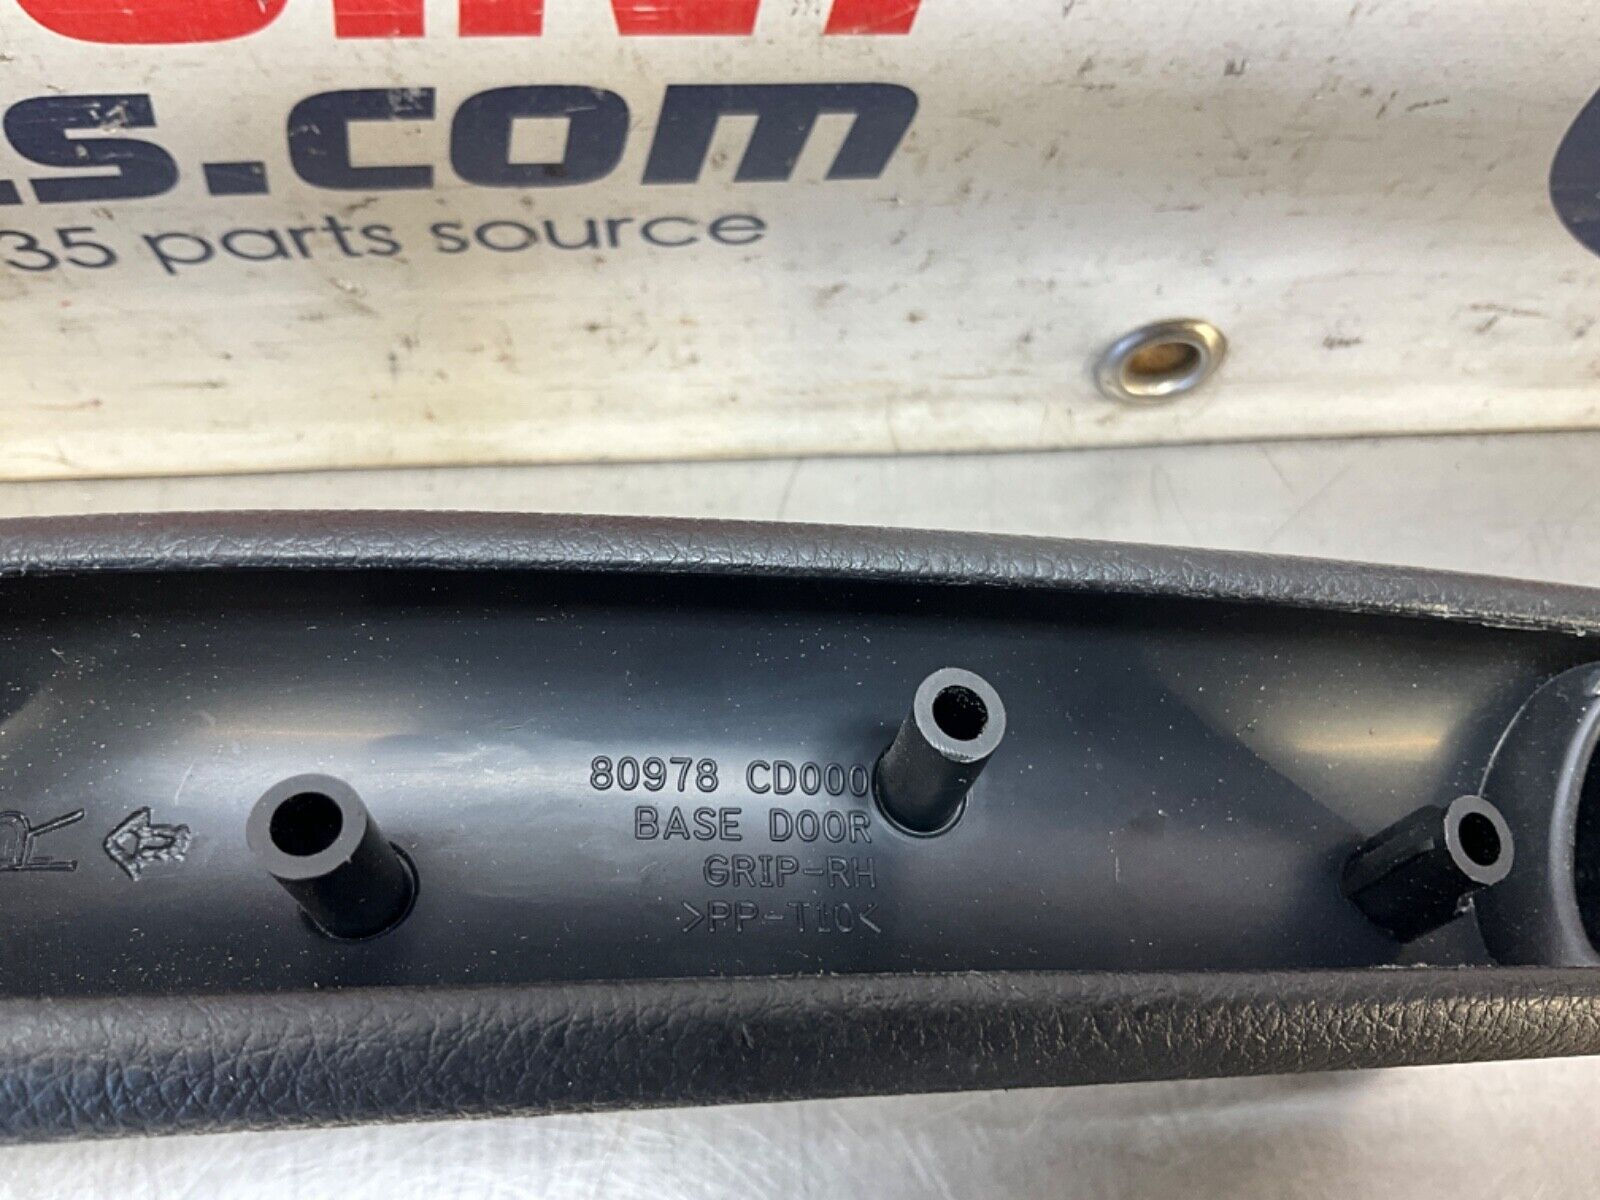 s.com
35 parts source
80978 CD000
BASE DOOR
GRIP-RH
>PP-T10<
R